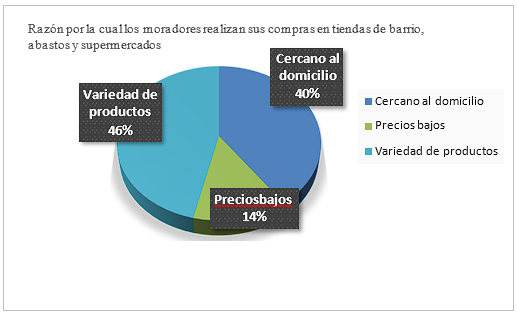 Razón por la cual los moradores realizan sus compras en tiendas de barrio,
abastos y supermercados
Cercano al
domicilio
40%
Variedad de
productos
46%
Preciosbajos
14%
Cercano al domicilio
Precios bajos
Variedad de productos